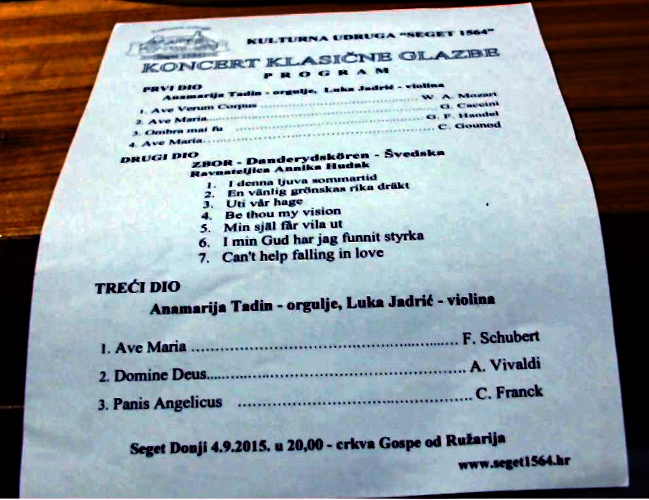 KULTURNA UDRUGA "SEGET 1564"
Seget 1564
KONCERT KLASIČNE GLAZBE
PROGRAM
PRVI DIO
Anamarija Tadin - orgulje, Luka Jadrić - violina
1. Ave Verum Corpus ........................................ W. A. Mozart
2. Ave Maria........................................ G. Caccini
3. Ombra mai fu ........................................ G. F. Handel
4. Ave Maria........................................ C. Gounod
DRUGI DIO
ZBOR - Danderydskören - Švedska
Ravnateljica Annika Hudak
1. I denna ljuva sommartid
2. En vänlig grönskas rika dräkt
3. Uti vår hage
4. Be thou my vision
5. Min själ får vila ut
6. I min Gud har jag funnit styrka
7. Can't help falling in love
TREĆI DIO
Anamarija Tadin - orgulje, Luka Jadrić - violina
1. Ave Maria ........................................ F. Schubert
2. Domine Deus........................................ A. Vivaldi
3. Panis Angelicus ........................................ C. Franck
Seget Donji 4.9.2015. u 20,00 - crkva Gospe od Ružarija
www.seget1564.hr